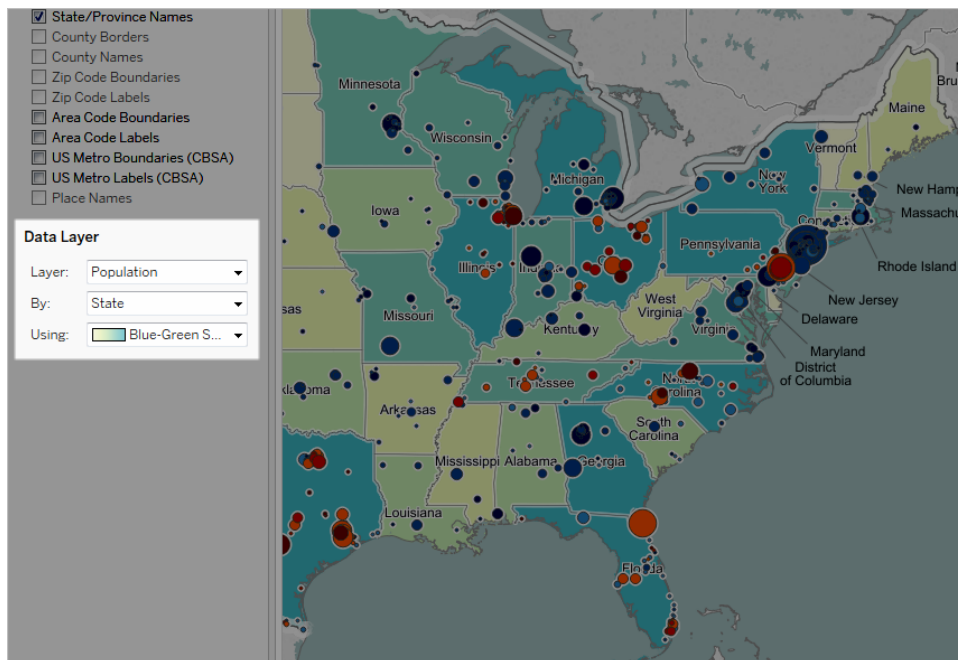 State/Province Names
County Borders
County Names
Zip Code Boundaries
Zip Code Labels
Area Code Boundaries
Area Code Labels
US Metro Boundaries (CBSA)
US Metro Labels (CBSA)
Place Names
Data Layer
Layer: Population
By: State
Using: Blue-Green S...
Minnesota
Wisconsin
Michigan
Iowa
Illinois
Missouri
Kentucky
Tennessee
Arkansas
Mississippi
Alabama
Georgia
Louisiana
Florida
South
Carolina
North
Virginia
West
Virginia
Pennsylvania
New
York
Vermont
Maine
New Hamp
Massachu
Rhode Island
New Jersey
Delaware
Maryland
District
of Columbia